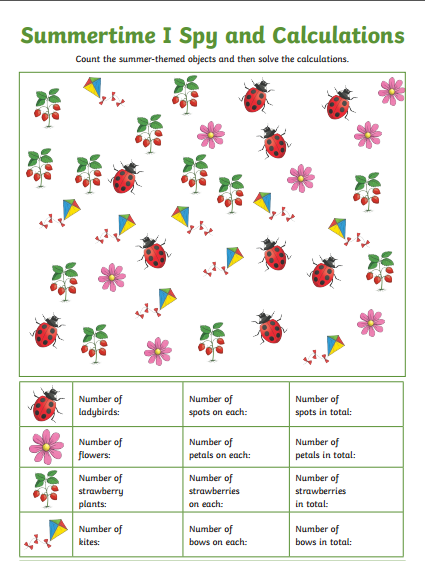 Summertime I Spy and Calculations
Count the summer-themed objects and then solve the calculations.
Number of
ladybirds:
Number of
spots on each:
Number of
spots in total:
Number of
flowers:
Number of
petals on each:
Number of
petals in total:
Number of
strawberry
plants:
Number of
strawberries
on each:
Number of
strawberries
in total:
Number of
kites:
Number of
bows on each:
Number of
bows in total: